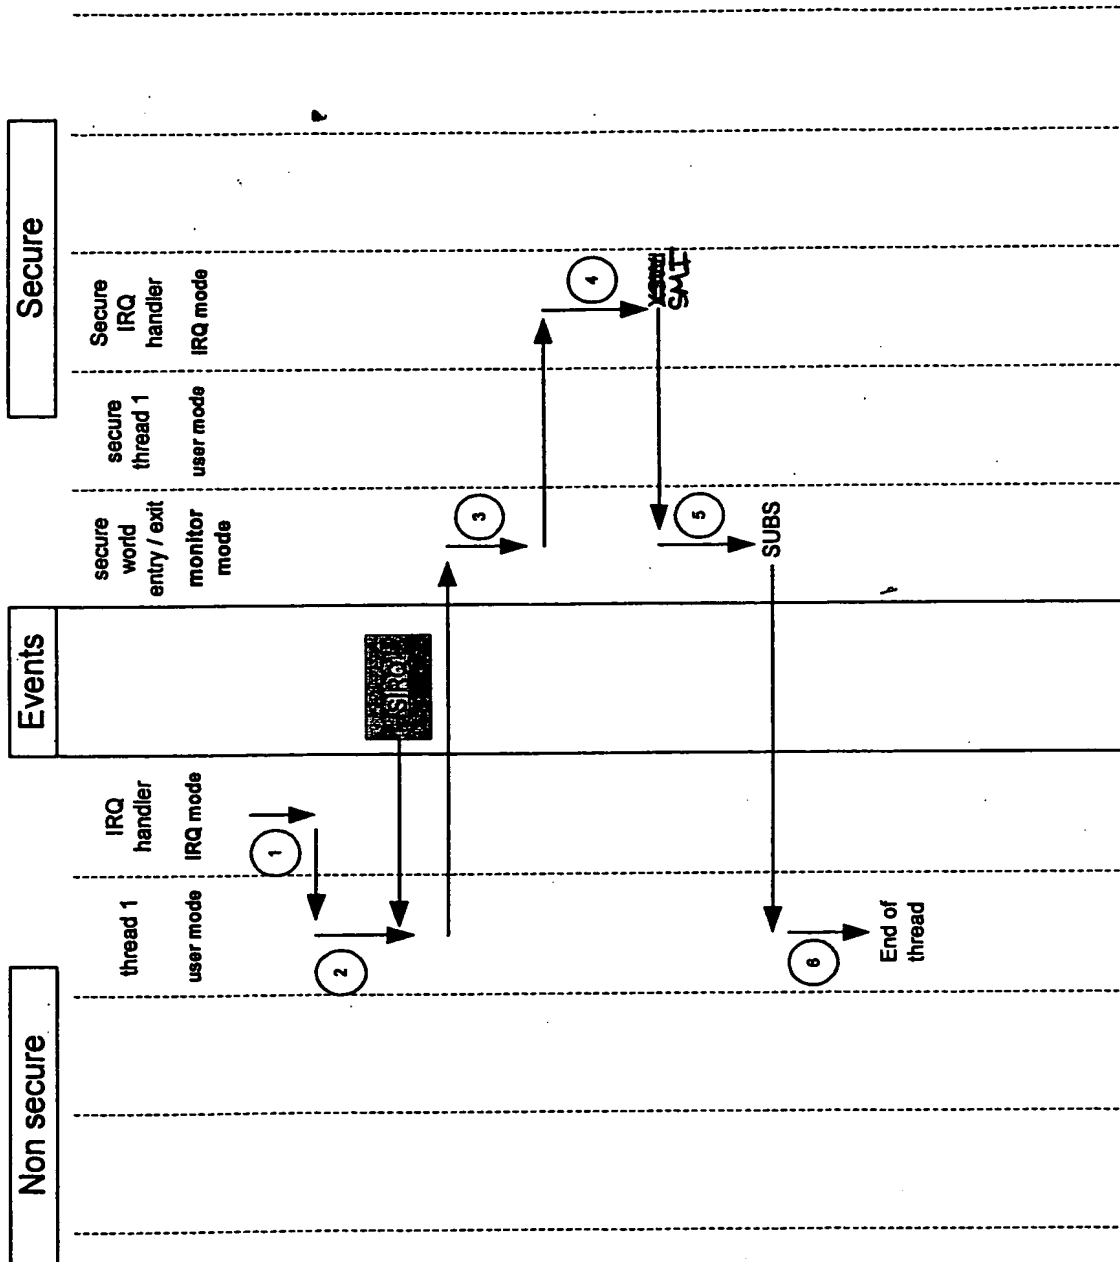 Non secure
Events
Secure
thread 1
user mode
IRQ
handler
IRQ mode
secure
world
entry / exit
monitor
mode
secure
thread 1
user mode
Secure
IRQ
handler
IRQ mode
1
2
SIRQ
3
4
SMI
5
SUBS
6
End of
thread